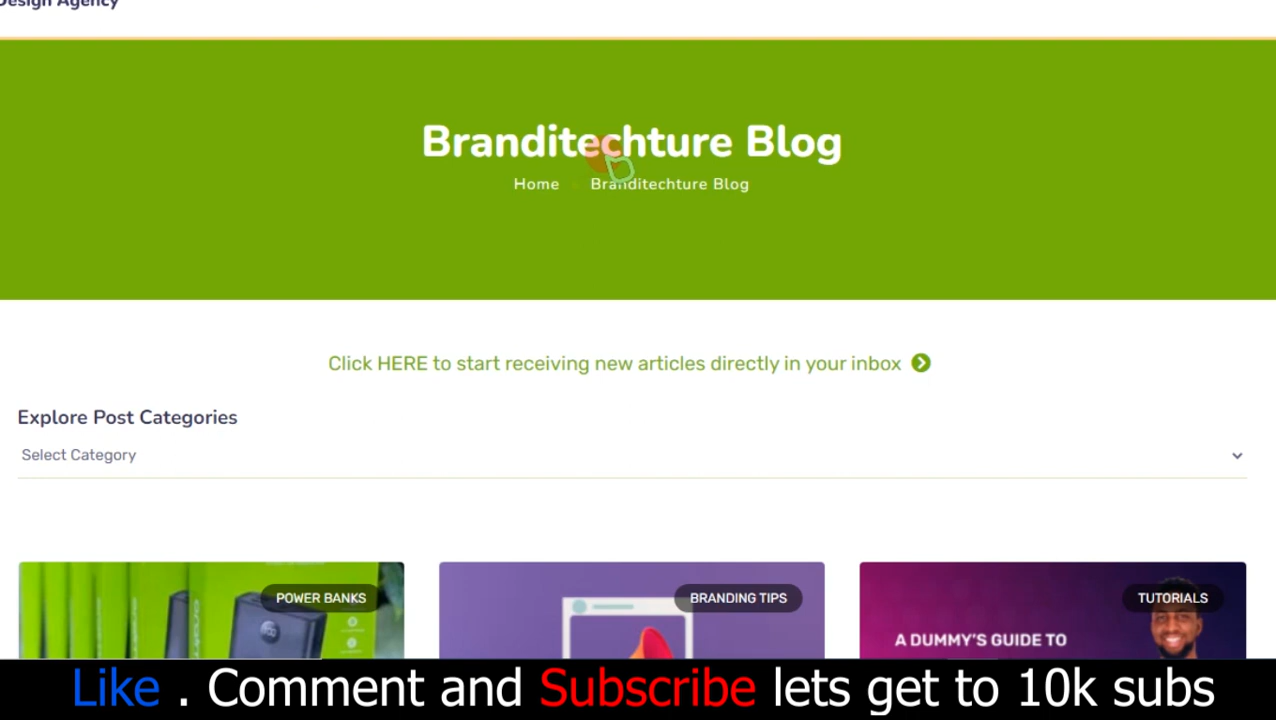 Design Agency
Branditechture Blog
Home Branditechture Blog
Click HERE to start receiving new articles directly in your inbox
Explore Post Categories
Select Category
POWER BANKS
BRANDING TIPS
TUTORIALS
A DUMMY'S GUIDE TO
Like . Comment and Subscribe lets get to 10k subs